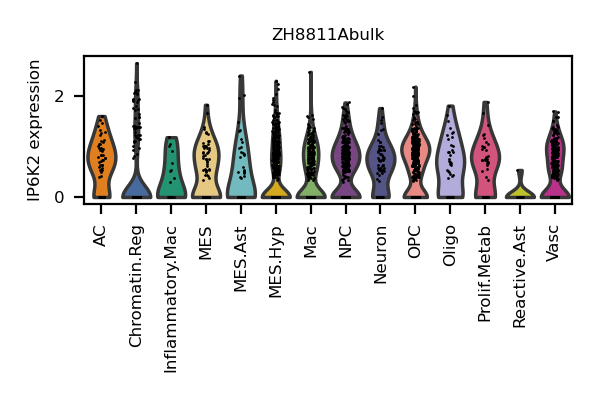 ZH8811Abulk
IP6K2 expression
2
0
AC
Chromatin.Reg
Inflammatory.Mac
MES
MES.Ast
MES.Hyp
Mac
NPC
Neuron
OPC
Oligo
Prolif.Metab
Reactive.Ast
Vasc